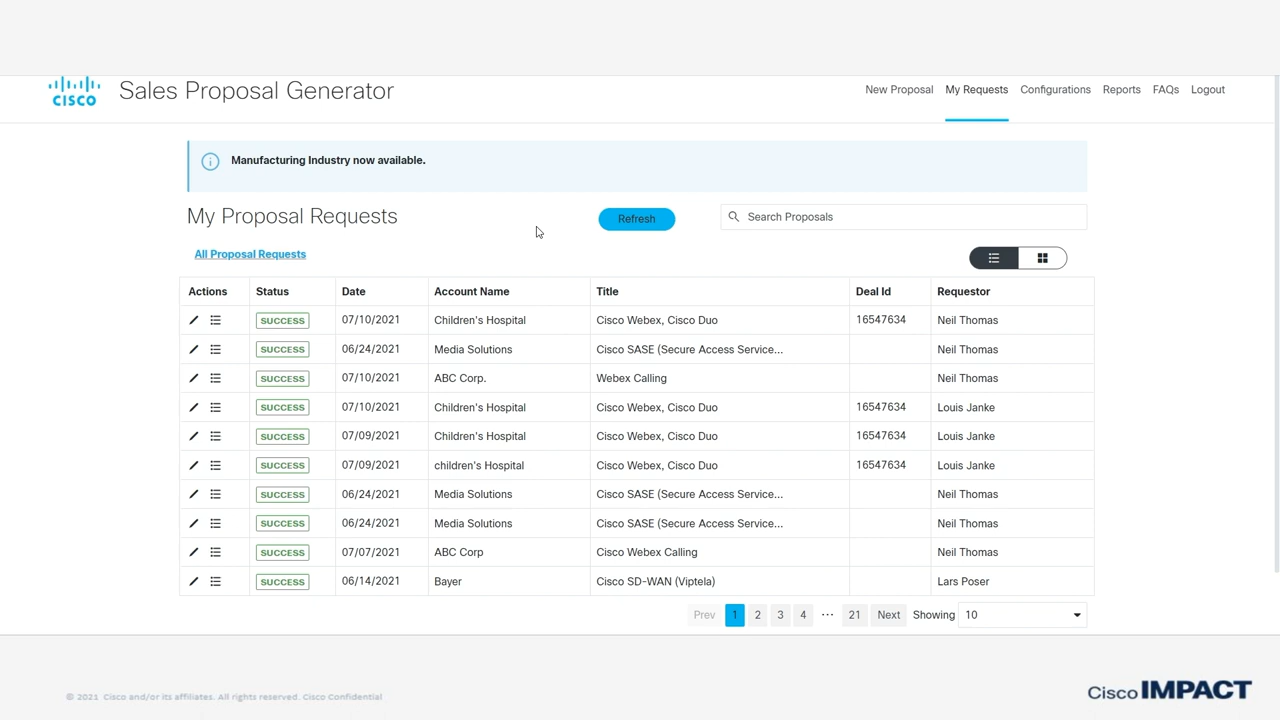 CISCO
Sales Proposal Generator
New Proposal My Requests Configurations Reports FAQs Logout
Manufacturing Industry now available.
My Proposal Requests
Refresh
Search Proposals
All Proposal Requests
Actions Status Date Account Name Title Deal Id Requestor
SUCCESS 07/10/2021 Children's Hospital Cisco Webex, Cisco Duo 16547634 Neil Thomas
SUCCESS 06/24/2021 Media Solutions Cisco SASE (Secure Access Service... Neil Thomas
SUCCESS 07/10/2021 ABC Corp. Webex Calling Neil Thomas
SUCCESS 07/10/2021 Children's Hospital Cisco Webex, Cisco Duo 16547634 Louis Janke
SUCCESS 07/09/2021 Children's Hospital Cisco Webex, Cisco Duo 16547634 Louis Janke
SUCCESS 07/09/2021 children's Hospital Cisco Webex, Cisco Duo 16547634 Louis Janke
SUCCESS 06/24/2021 Media Solutions Cisco SASE (Secure Access Service... Neil Thomas
SUCCESS 06/24/2021 Media Solutions Cisco SASE (Secure Access Service... Neil Thomas
SUCCESS 07/07/2021 ABC Corp Cisco Webex Calling Neil Thomas
SUCCESS 06/14/2021 Bayer Cisco SD-WAN (Viptela) Lars Poser
Prev 1 2 3 4 ... 21 Next Showing 10
© 2021 Cisco and/or its affiliates. All rights reserved. Cisco Confidential
Cisco IMPACT